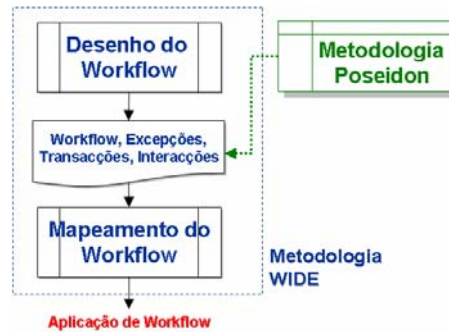 Desenho do
Workflow
Metodologia
Poseidon
Workflow, Excepções,
Transacções, Interacções
Mapeamento do
Workflow
Metodologia
WIDE
Aplicação de Workflow